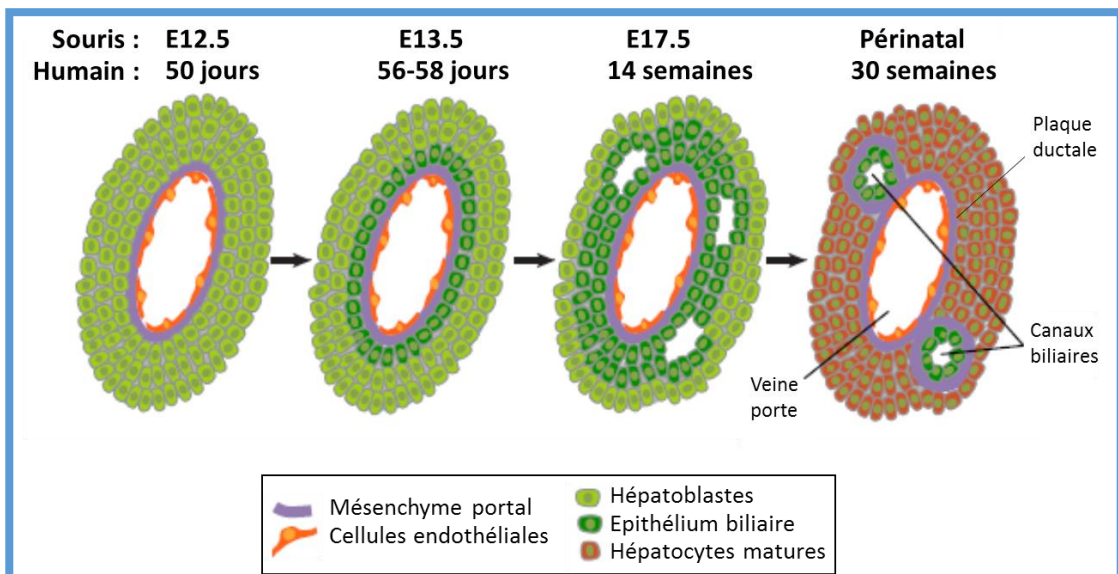 Souris : E12.5 E13.5 E17.5 Périnatal
Humain : 50 jours 56-58 jours 14 semaines 30 semaines
Plaque
ductale
Canaux
biliaires
Veine
porte
Mésenchyme portal
Cellules endothéliales
Hépatoblastes
Epithélium biliaire
Hépatocytes matures